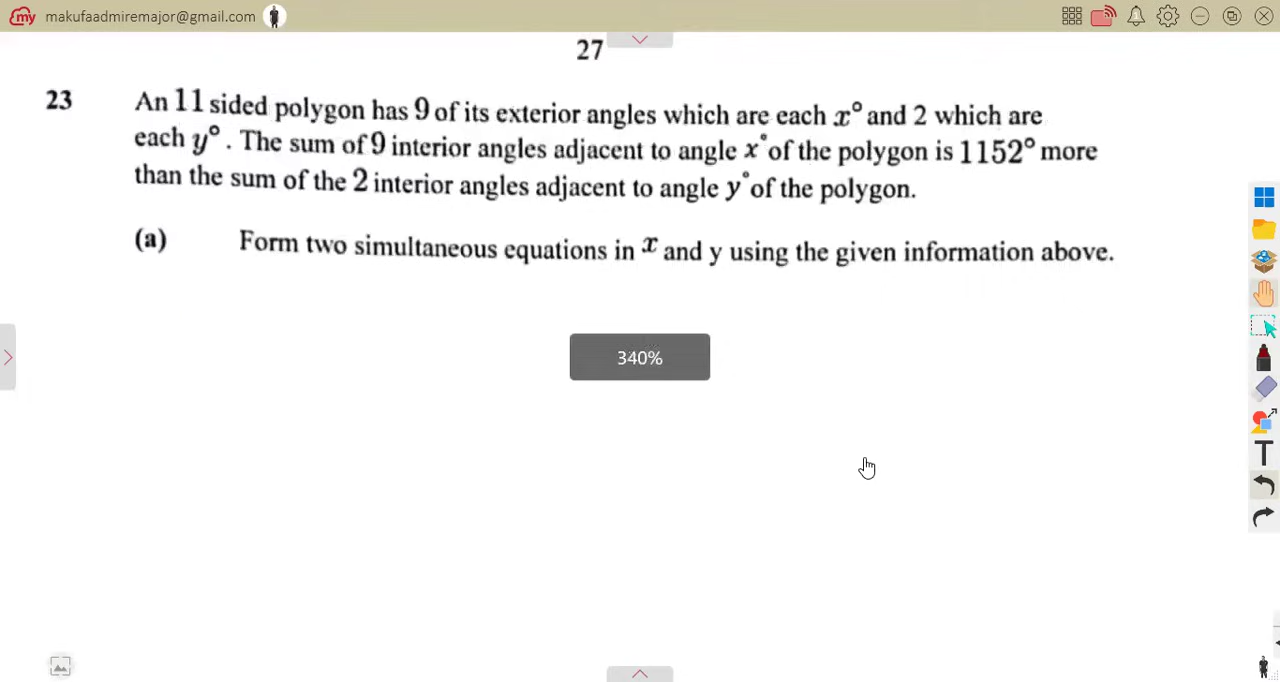 my makufaadmiremajor@gmail.com
27
23 An 11 sided polygon has 9 of its exterior angles which are each x° and 2 which are
each y° . The sum of 9 interior angles adjacent to angle x° of the polygon is 1152° more
than the sum of the 2 interior angles adjacent to angle y° of the polygon.
(a) Form two simultaneous equations in x and y using the given information above.
340%
T